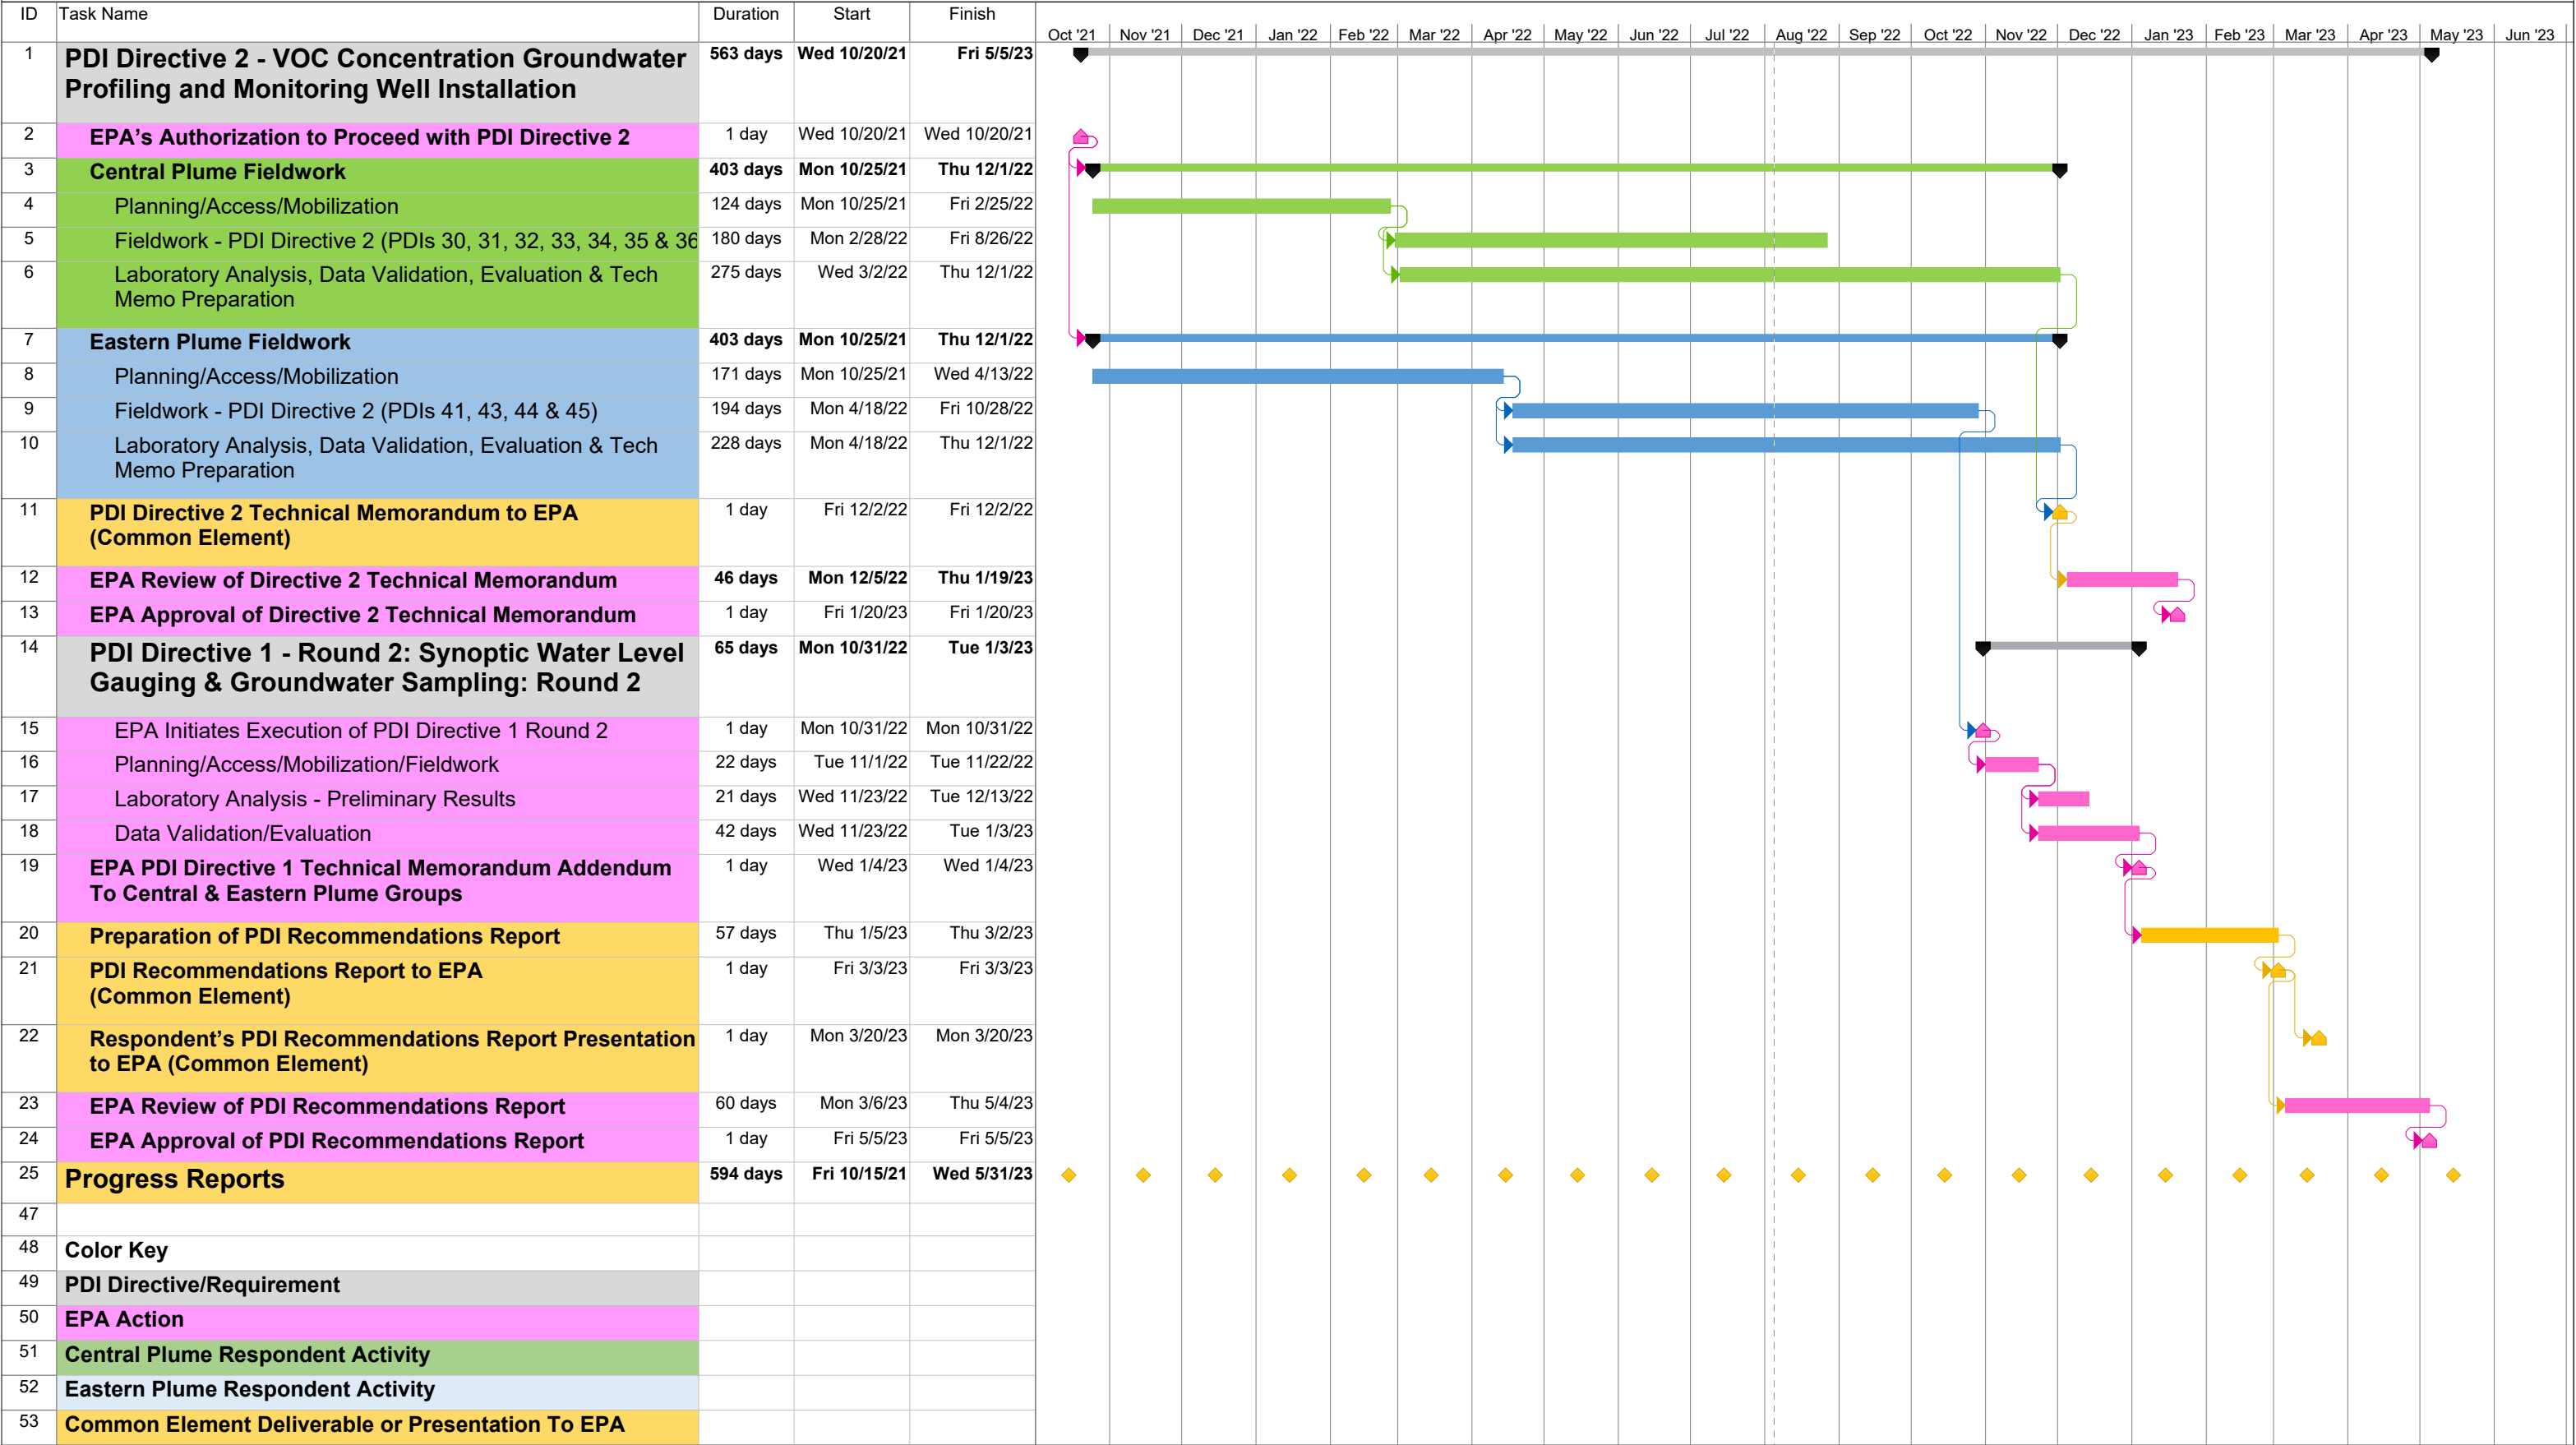 ID Task Name Duration Start Finish
Oct '21 Nov '21 Dec '21 Jan '22 Feb '22 Mar '22 Apr '22 May '22 Jun '22 Jul '22 Aug '22 Sep '22 Oct '22 Nov '22 Dec '22 Jan '23 Feb '23 Mar '23 Apr '23 May '23 Jun '23
1 PDI Directive 2 - VOC Concentration Groundwater 563 days Wed 10/20/21 Fri 5/5/23
Profiling and Monitoring Well Installation
2 EPA’s Authorization to Proceed with PDI Directive 2 1 day Wed 10/20/21 Wed 10/20/21
3 Central Plume Fieldwork 403 days Mon 10/25/21 Thu 12/1/22
4 Planning/Access/Mobilization 124 days Mon 10/25/21 Fri 2/25/22
5 Fieldwork - PDI Directive 2 (PDIs 30, 31, 32, 33, 34, 35 & 36 180 days Mon 2/28/22 Fri 8/26/22
6 Laboratory Analysis, Data Validation, Evaluation & Tech 275 days Wed 3/2/22 Thu 12/1/22
Memo Preparation
7 Eastern Plume Fieldwork 403 days Mon 10/25/21 Thu 12/1/22
8 Planning/Access/Mobilization 171 days Mon 10/25/21 Wed 4/13/22
9 Fieldwork - PDI Directive 2 (PDIs 41, 43, 44 & 45) 194 days Mon 4/18/22 Fri 10/28/22
10 Laboratory Analysis, Data Validation, Evaluation & Tech 228 days Mon 4/18/22 Thu 12/1/22
Memo Preparation
11 PDI Directive 2 Technical Memorandum to EPA 1 day Fri 12/2/22 Fri 12/2/22
(Common Element)
12 EPA Review of Directive 2 Technical Memorandum 46 days Mon 12/5/22 Thu 1/19/23
13 EPA Approval of Directive 2 Technical Memorandum 1 day Fri 1/20/23 Fri 1/20/23
14 PDI Directive 1 - Round 2: Synoptic Water Level 65 days Mon 10/31/22 Tue 1/3/23
Gauging & Groundwater Sampling: Round 2
15 EPA Initiates Execution of PDI Directive 1 Round 2 1 day Mon 10/31/22 Mon 10/31/22
16 Planning/Access/Mobilization/Fieldwork 22 days Tue 11/1/22 Tue 11/22/22
17 Laboratory Analysis - Preliminary Results 21 days Wed 11/23/22 Tue 12/13/22
18 Data Validation/Evaluation 42 days Wed 11/23/22 Tue 1/3/23
19 EPA PDI Directive 1 Technical Memorandum Addendum 1 day Wed 1/4/23 Wed 1/4/23
To Central & Eastern Plume Groups
20 Preparation of PDI Recommendations Report 57 days Thu 1/5/23 Thu 3/2/23
21 PDI Recommendations Report to EPA 1 day Fri 3/3/23 Fri 3/3/23
(Common Element)
22 Respondent’s PDI Recommendations Report Presentation 1 day Mon 3/20/23 Mon 3/20/23
to EPA (Common Element)
23 EPA Review of PDI Recommendations Report 60 days Mon 3/6/23 Thu 5/4/23
24 EPA Approval of PDI Recommendations Report 1 day Fri 5/5/23 Fri 5/5/23
25 Progress Reports 594 days Fri 10/15/21 Wed 5/31/23
47
48 Color Key
49 PDI Directive/Requirement
50 EPA Action
51 Central Plume Respondent Activity
52 Eastern Plume Respondent Activity
53 Common Element Deliverable or Presentation To EPA